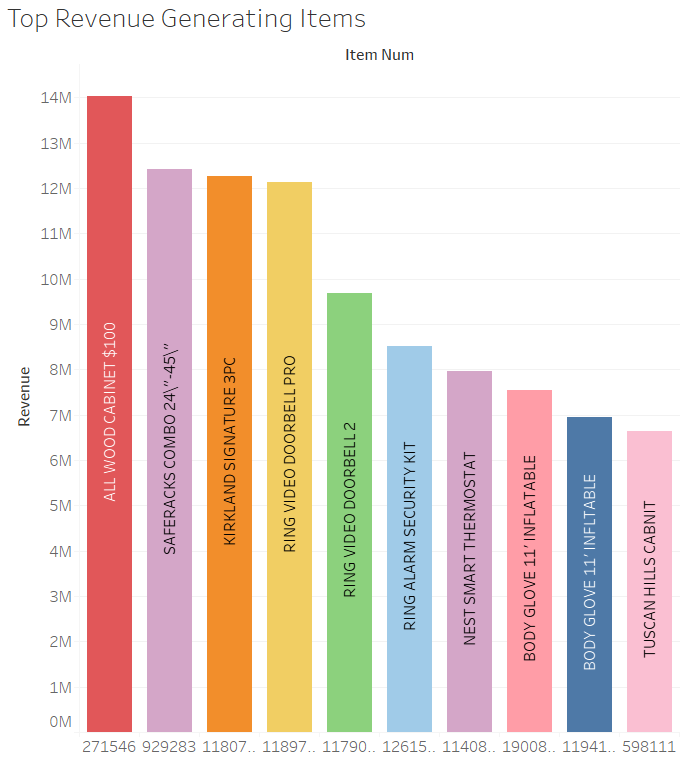 Top Revenue Generating Items
Item Num
Revenue
14M
13M
12M
11M
10M
9M
8M
7M
6M
5M
4M
3M
2M
1M
0M
ALL WOOD CABINET $100
SAFERACKS COMBO 24\"-45\"
KIRKLAND SIGNATURE 3PC
RING VIDEO DOORBELL PRO
RING VIDEO DOORBELL 2
RING ALARM SECURITY KIT
NEST SMART THERMOSTAT
BODY GLOVE 11' INFLATABLE
BODY GLOVE 11' INFLTABLE
TUSCAN HILLS CABNIT
271546 929283 11807.. 11897.. 11790.. 12615.. 11408.. 19008.. 11941.. 598111